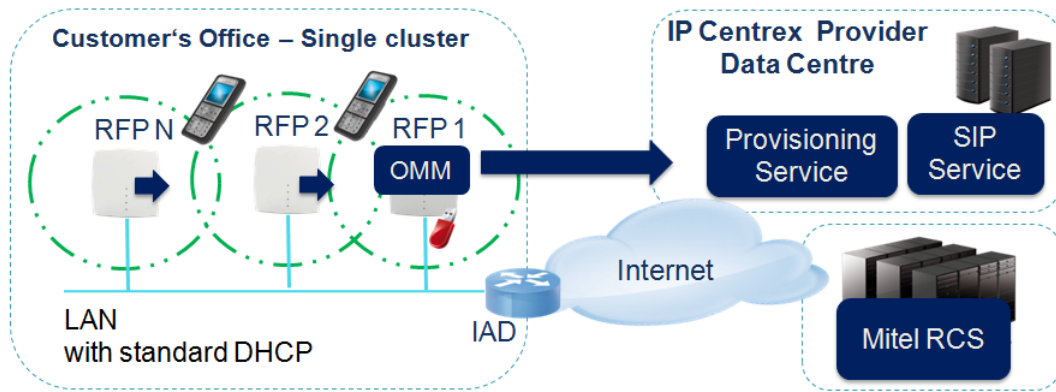 Customer‘s Office – Single cluster
IP Centrex Provider
Data Centre
RFP N
RFP 2
RFP 1
OMM
Provisioning
Service
SIP
Service
Internet
IAD
LAN
with standard DHCP
Mitel RCS